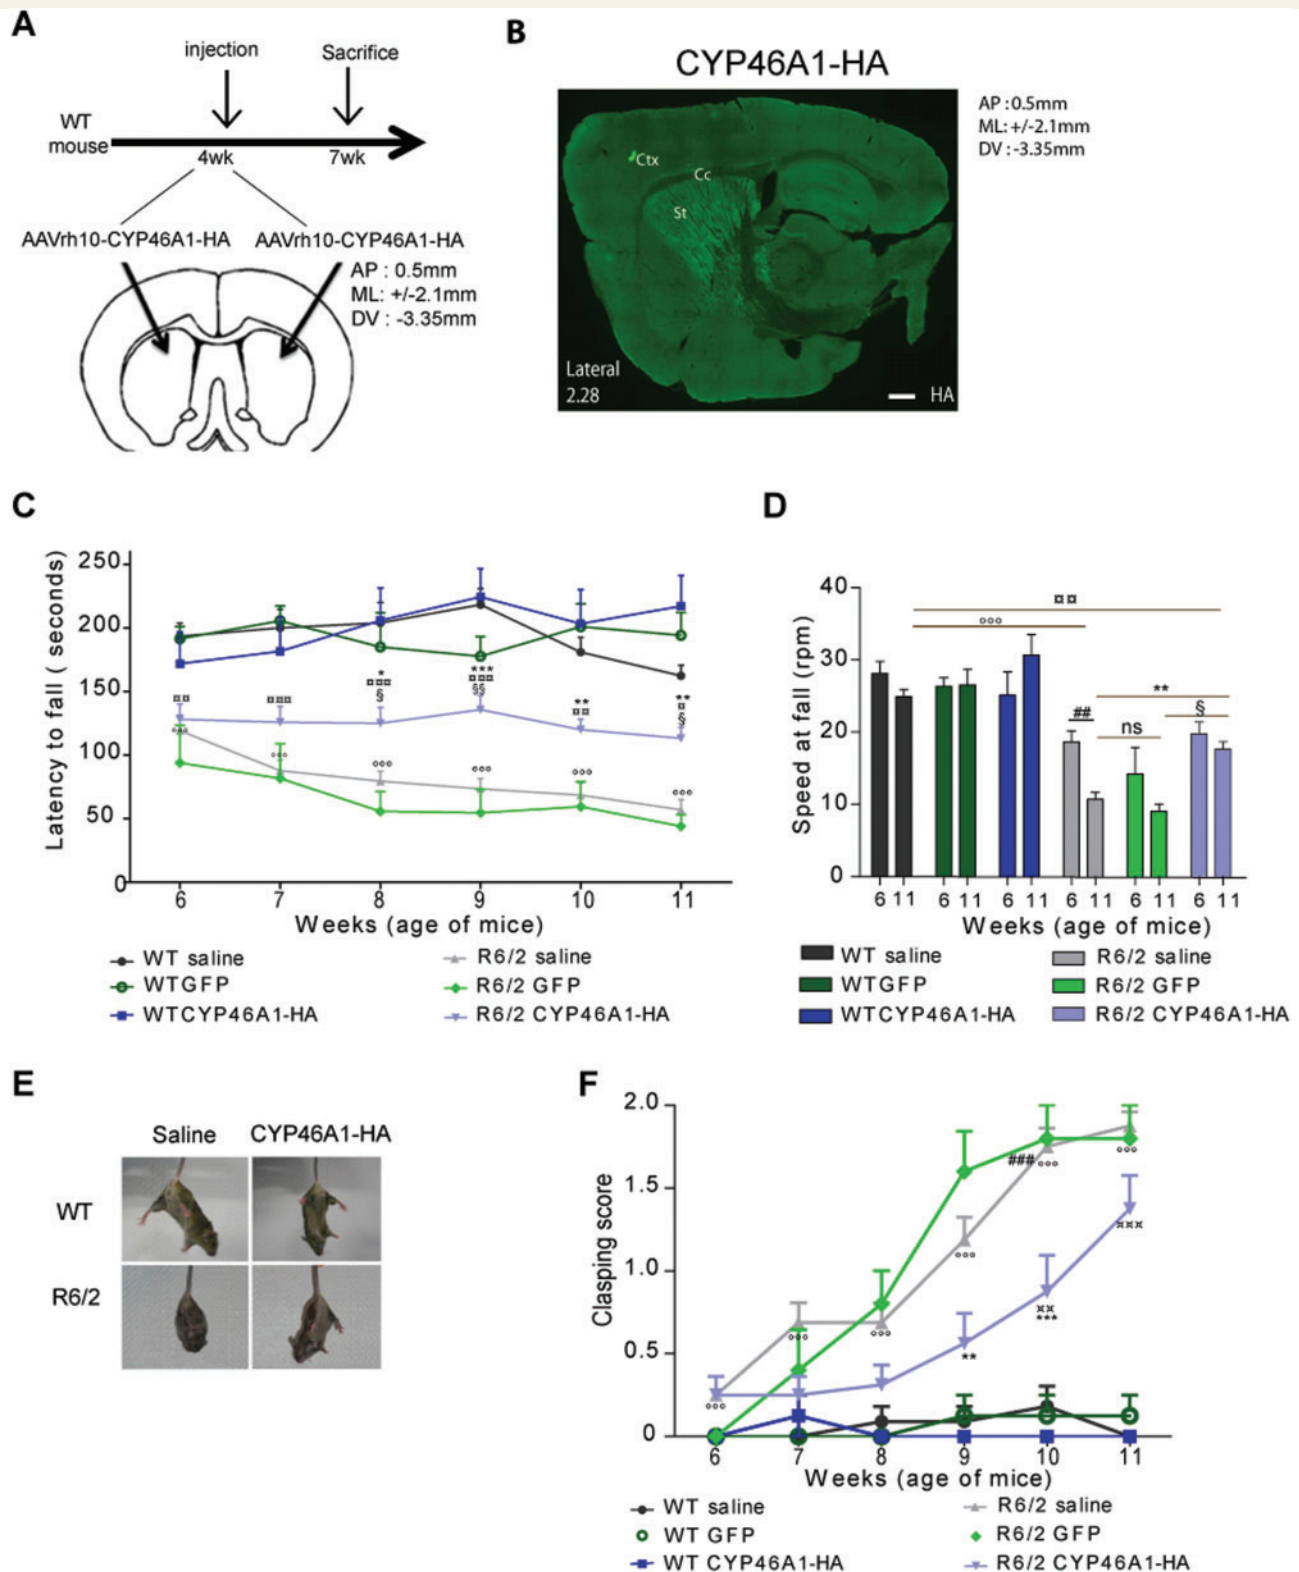 A
injection
Sacrifice
WT
mouse
4wk
7wk
AAVrh10-CYP46A1-HA
AAVrh10-CYP46A1-HA
AP : 0.5mm
ML: +/-2.1mm
DV : -3.35mm
B
CYP46A1-HA
AP : 0.5mm
ML: +/-2.1mm
DV : -3.35mm
Ctx
Cc
St
Lateral
2.28
HA
C
Latency to fall ( seconds)
250
200
150
100
50
0
¤¤
¤¤¤
*
¤¤¤
§
***
¤¤¤
§§
**
¤¤
**
¤
§
°°°
°°°
°°°
°°°
°°°
°°°
6 7 8 9 10 11
Weeks (age of mice)
WT saline
WTGFP
WTCYP46A1-HA
R6/2 saline
R6/2 GFP
R6/2 CYP46A1-HA
D
Speed at fall (rpm)
40
30
20
10
0
¤¤
°°°
**
##
§
ns
6 11 6 11 6 11 6 11 6 11 6 11
Weeks (age of mice)
WT saline
WTGFP
WTCYP46A1-HA
R6/2 saline
R6/2 GFP
R6/2 CYP46A1-HA
E
Saline
CYP46A1-HA
WT
R6/2
F
Clasping score
2.0
1.5
1.0
0.5
0
°°°
°°°
°°°
°°°
###
°°°
°°°
**
¤¤
***
¤¤¤
6 7 8 9 10 11
Weeks (age of mice)
WT saline
WT GFP
WT CYP46A1-HA
R6/2 saline
R6/2 GFP
R6/2 CYP46A1-HA